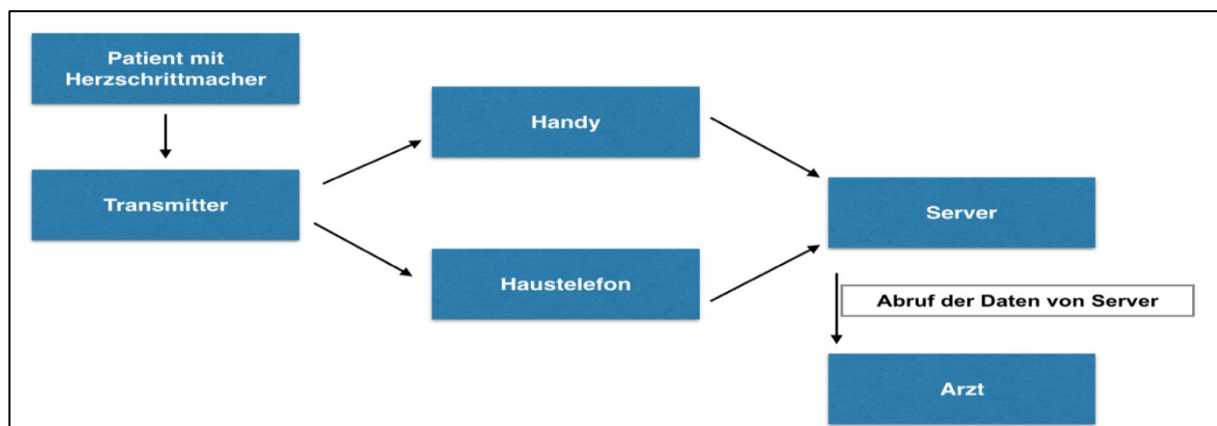 Patient mit
Herzschrittmacher
Handy
Transmitter
Server
Haustelefon
Abruf der Daten von Server
Arzt